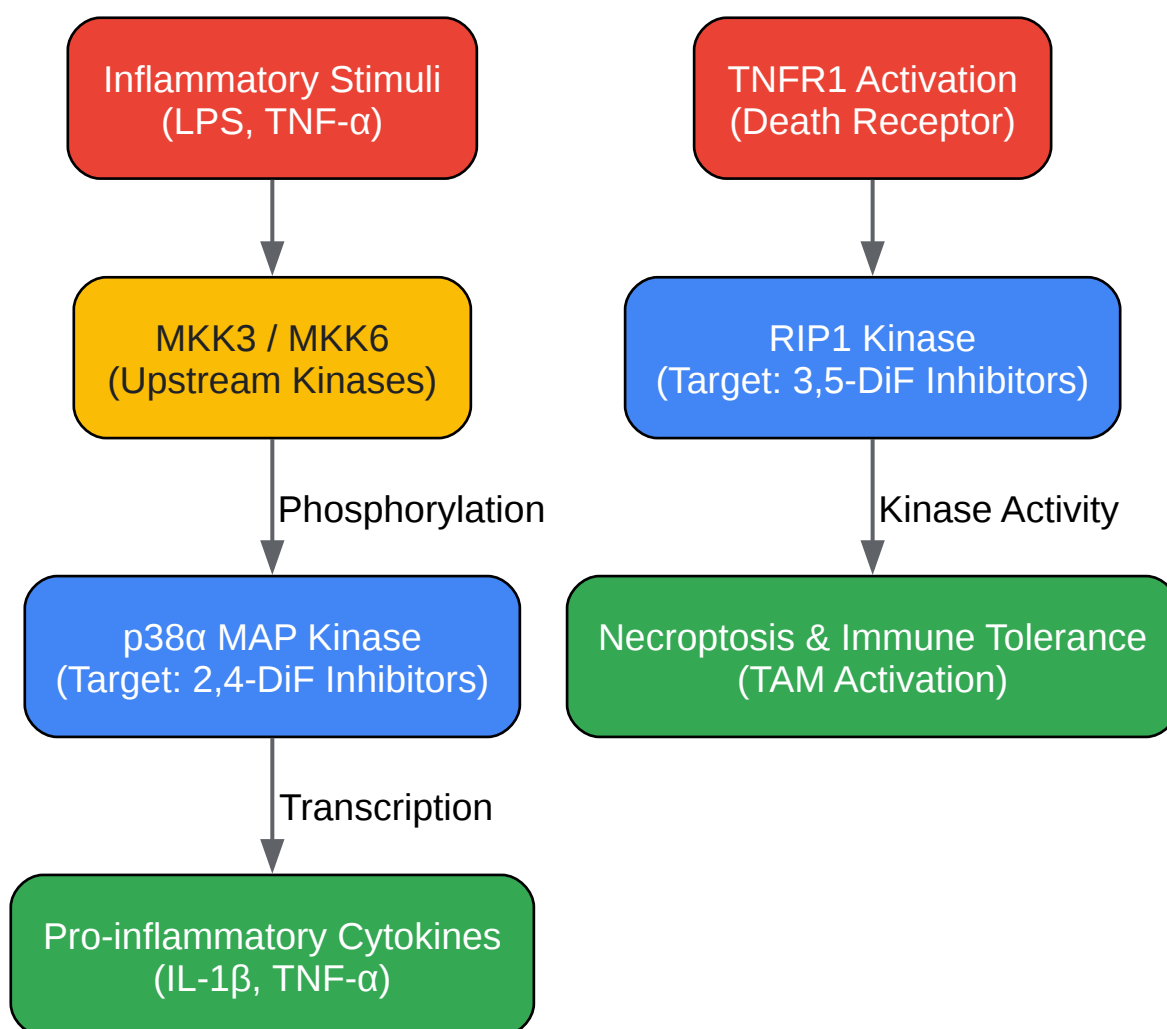 Inflammatory Stimuli
(LPS, TNF-α)
TNFR1 Activation
(Death Receptor)
MKK3 / MKK6
(Upstream Kinases)
RIP1 Kinase
(Target: 3,5-DiF Inhibitors)
Phosphorylation
Kinase Activity
p38α MAP Kinase
(Target: 2,4-DiF Inhibitors)
Necroptosis & Immune Tolerance
(TAM Activation)
Transcription
Pro-inflammatory Cytokines
(IL-1β, TNF-α)